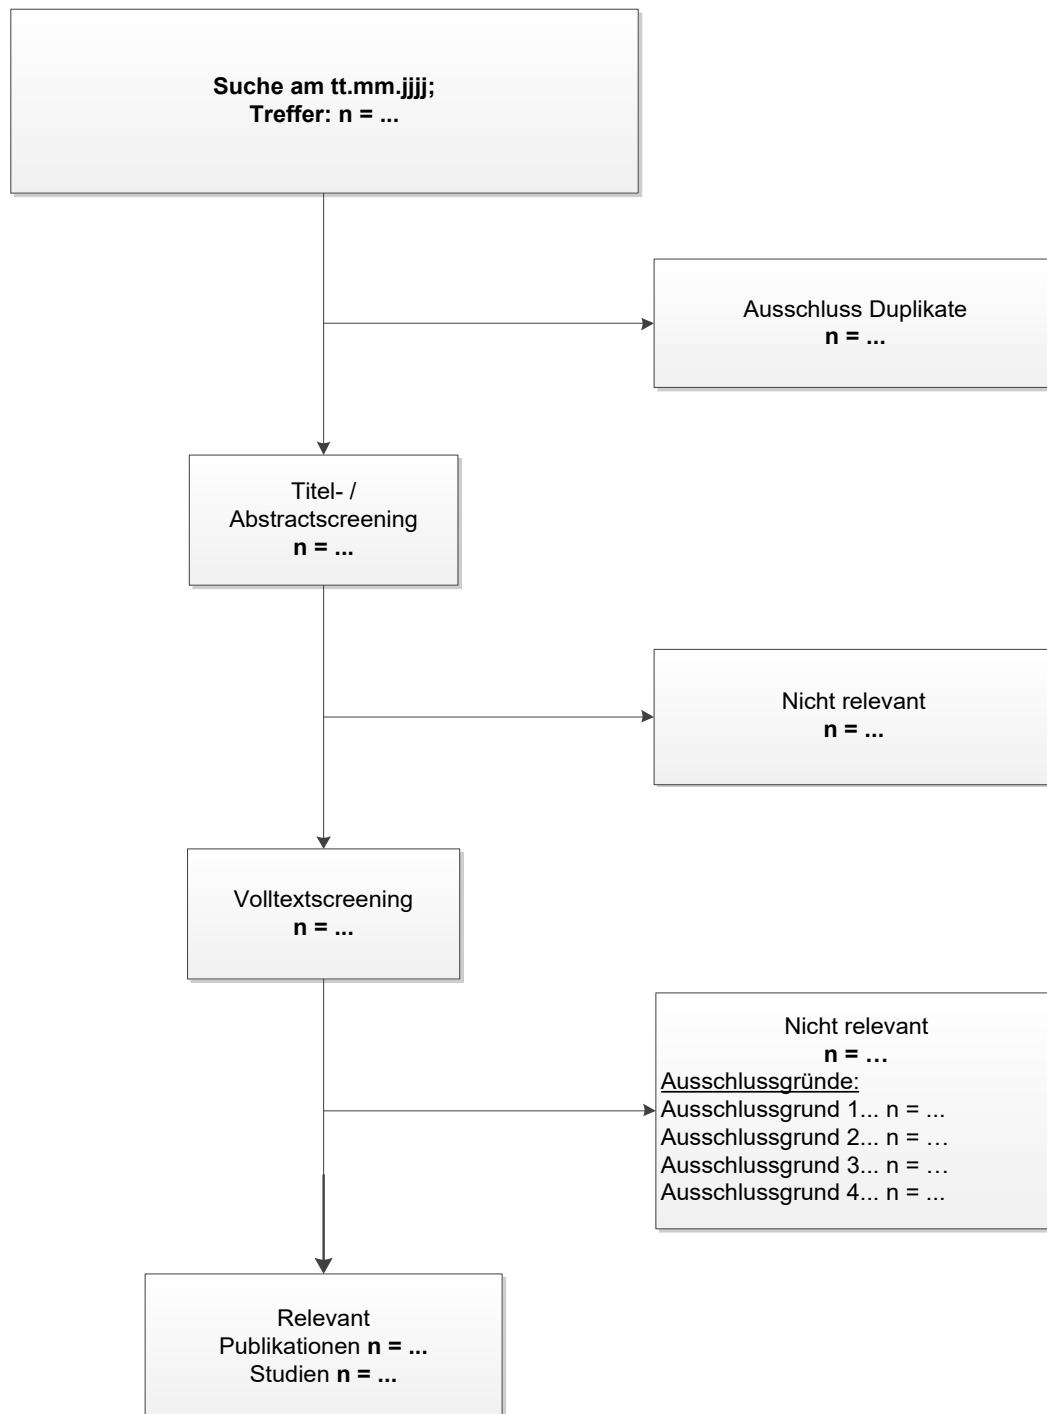 Suche am tt.mm.jjjj;
Treffer: n = ...
Ausschluss Duplikate
n = ...
Titel- /
Abstractscreening
n = ...
Nicht relevant
n = ...
Volltextscreening
n = ...
Nicht relevant
n = …
Ausschlussgründe:
Ausschlussgrund 1... n = ...
Ausschlussgrund 2... n = …
Ausschlussgrund 3... n = …
Ausschlussgrund 4... n = ...
Relevant
Publikationen n = ...
Studien n = ...